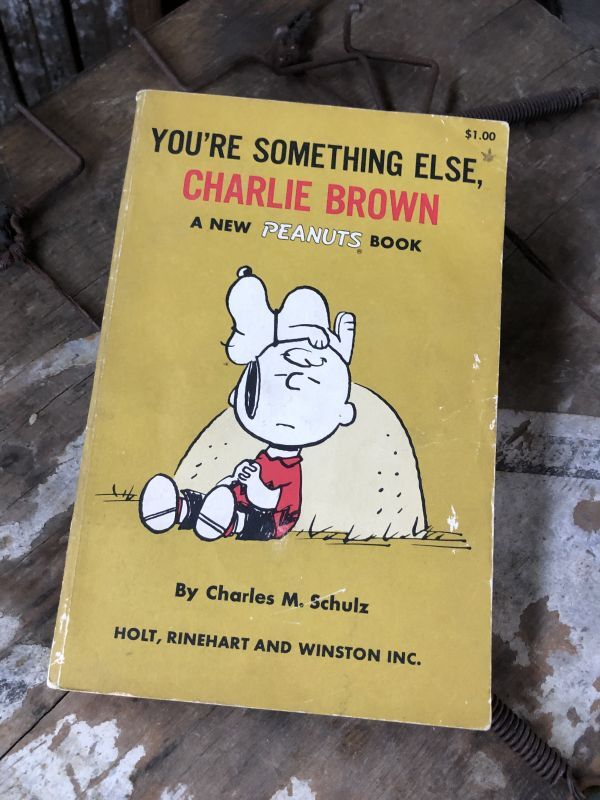 $1.00
YOU'RE SOMETHING ELSE,
CHARLIE BROWN
A NEW PEANUTS® BOOK
By Charles M. Schulz
HOLT, RINEHART AND WINSTON INC.